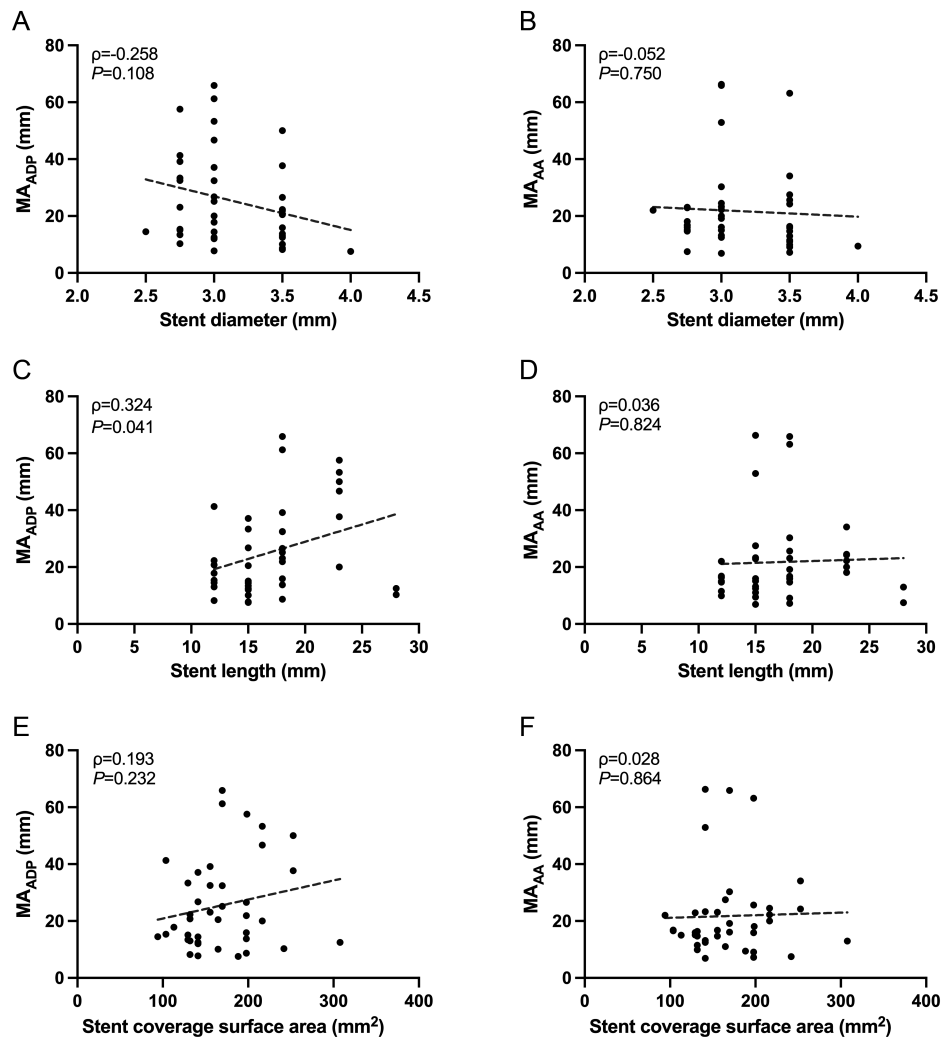 A
ρ=-0.258
P=0.108
MA_ADP (mm)
80
60
40
20
0
2.0 2.5 3.0 3.5 4.0 4.5
Stent diameter (mm)
B
ρ=-0.052
P=0.750
MA_AA (mm)
80
60
40
20
0
2.0 2.5 3.0 3.5 4.0 4.5
Stent diameter (mm)
C
ρ=0.324
P=0.041
MA_ADP (mm)
80
60
40
20
0
0 5 10 15 20 25 30
Stent length (mm)
D
ρ=0.036
P=0.824
MA_AA (mm)
80
60
40
20
0
0 5 10 15 20 25 30
Stent length (mm)
E
ρ=0.193
P=0.232
MA_ADP (mm)
80
60
40
20
0
0 100 200 300 400
Stent coverage surface area (mm²)
F
ρ=0.028
P=0.864
MA_AA (mm)
80
60
40
20
0
0 100 200 300 400
Stent coverage surface area (mm²)